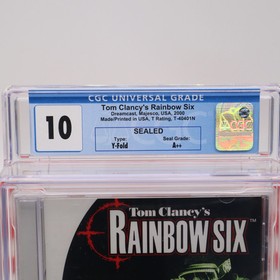 CGC UNIVERSAL GRADE
Tom Clancy's Rainbow Six
Dreamcast, Majesco, USA, 2000
Made/Printed in USA, T Rating, T-40401N
10
SEALED
Type:
Seal Grade:
Y-Fold
A++
CGC
Tom Clancy's
RAINBOW SIX